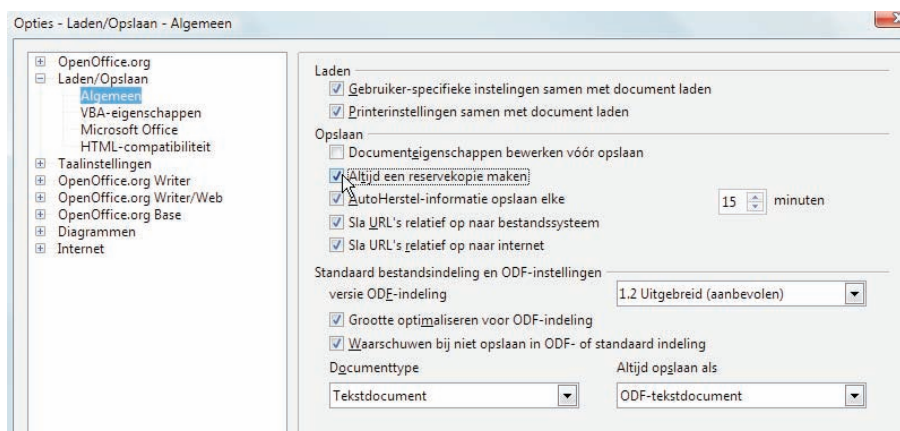 Opties - Laden/Opslaan - Algemeen
OpenOffice.org
Laden/Opslaan
Algemeen
VBA-eigenschappen
Microsoft Office
HTML-compatibiliteit
Taalinstellingen
OpenOffice.org Writer
OpenOffice.org Writer/Web
OpenOffice.org Base
Diagrammen
Internet
Laden
Gebruiker-specifieke instelingen samen met document laden
Printerinstellingen samen met document laden
Opslaan
Documenteigenschappen bewerken vóór opslaan
Altijd een reservekopie maken
AutoHerstel-informatie opslaan elke 15 minuten
Sla URL's relatief op naar bestandssysteem
Sla URL's relatief op naar internet
Standaard bestandsindeling en ODF-instellingen
versie ODF-indeling 1.2 Uitgebreid (aanbevolen)
Grootte optimaliseren voor ODF-indeling
Waarschuwen bij niet opslaan in ODF- of standaard indeling
Documenttype Altijd opslaan als
Tekstdocument ODF-tekstdocument